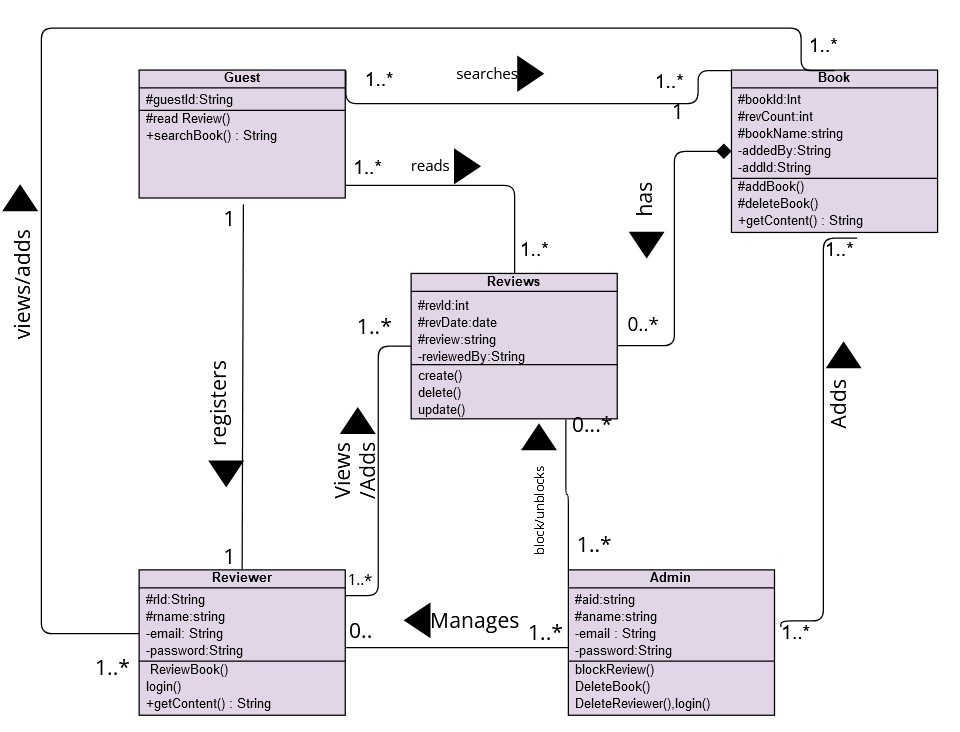 1..*
Guest
#guestId:String
#read Review()
+searchBook() : String
1..*
searches
1..*
1
Book
#bookId:Int
#revCount:int
#bookName:string
-addedBy:String
-addId:String
#addBook()
#deleteBook()
+getContent() : String
1..*
reads
1..*
has
0..*
1
registers
1
views/adds
Reviews
#revId:int
#revDate:date
#review:string
-reviewedBy:String
create()
delete()
update()
1..*
Views
/Adds
1..*
0...*
block/unblocks
1..*
1..*
Adds
1..*
Reviewer
#rId:String
#rname:string
-email: String
-password:String
ReviewBook()
login()
+getContent() : String
1..*
0..
Manages
1..*
Admin
#aid:string
#aname:string
-email : String
-password:String
blockReview()
DeleteBook()
DeleteReviewer(),login()